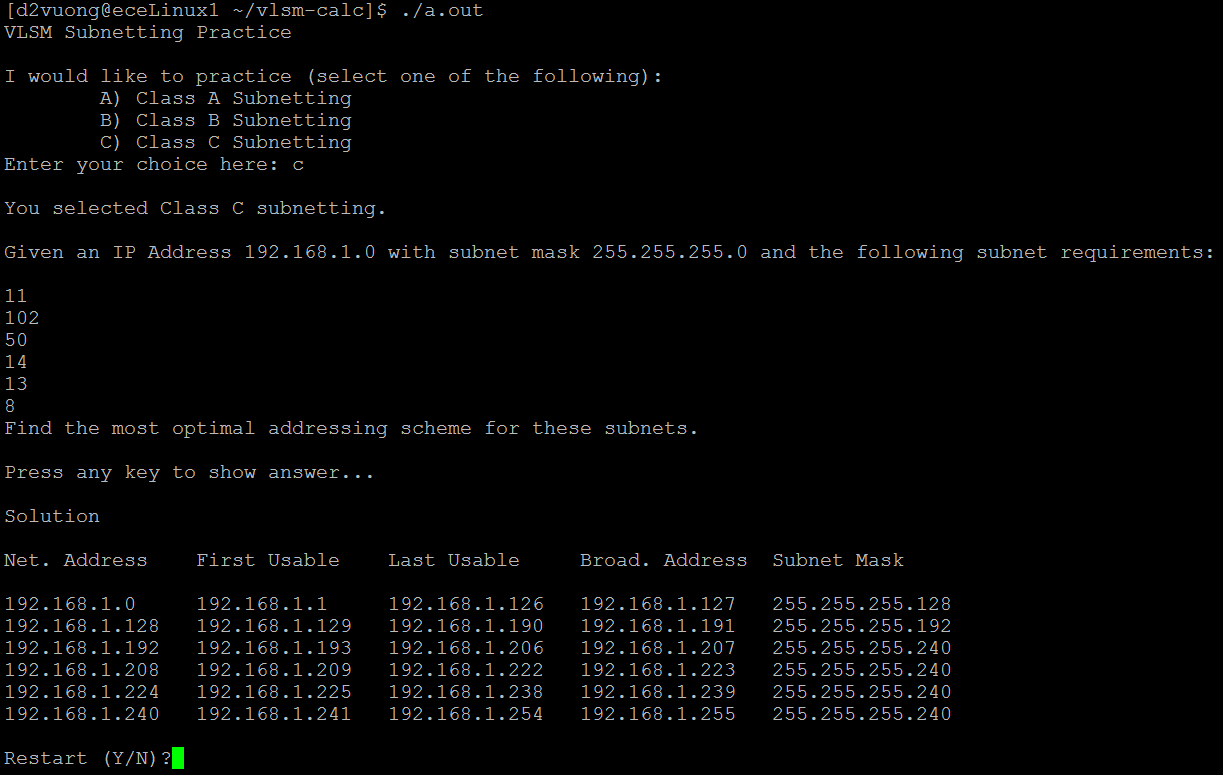 [d2vuong@eceLinux1 ~/vlsm-calc]$ ./a.out
VLSM Subnetting Practice
I would like to practice (select one of the following):
A) Class A Subnetting
B) Class B Subnetting
C) Class C Subnetting
Enter your choice here: c
You selected Class C subnetting.
Given an IP Address 192.168.1.0 with subnet mask 255.255.255.0 and the following subnet requirements:
11
102
50
14
13
8
Find the most optimal addressing scheme for these subnets.
Press any key to show answer...
Solution
Net. Address    First Usable    Last Usable     Broad. Address  Subnet Mask
192.168.1.0     192.168.1.1     192.168.1.126   192.168.1.127   255.255.255.128
192.168.1.128   192.168.1.129   192.168.1.190   192.168.1.191   255.255.255.192
192.168.1.192   192.168.1.193   192.168.1.206   192.168.1.207   255.255.255.240
192.168.1.208   192.168.1.209   192.168.1.222   192.168.1.223   255.255.255.240
192.168.1.224   192.168.1.225   192.168.1.238   192.168.1.239   255.255.255.240
192.168.1.240   192.168.1.241   192.168.1.254   192.168.1.255   255.255.255.240
Restart (Y/N)?